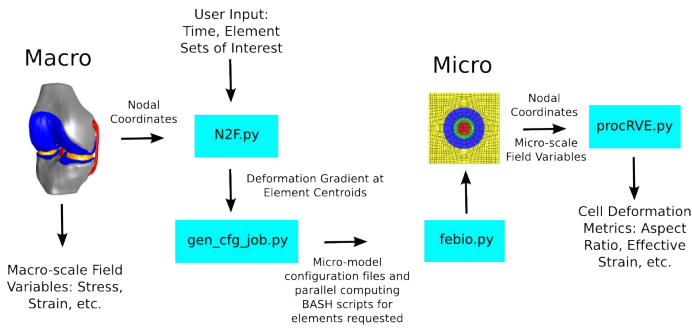 User Input:
Time, Element
Sets of Interest
Macro
Nodal
Coordinates
N2F.py
Deformation Gradient at
Element Centroids
gen_cfg_job.py
Macro-scale Field
Variables: Stress,
Strain, etc.
Micro-model
configuration files and
parallel computing
BASH scripts for
elements requested
febio.py
Micro
Nodal
Coordinates
Micro-scale
Field Variables
procRVE.py
Cell Deformation
Metrics: Aspect
Ratio, Effective
Strain, etc.